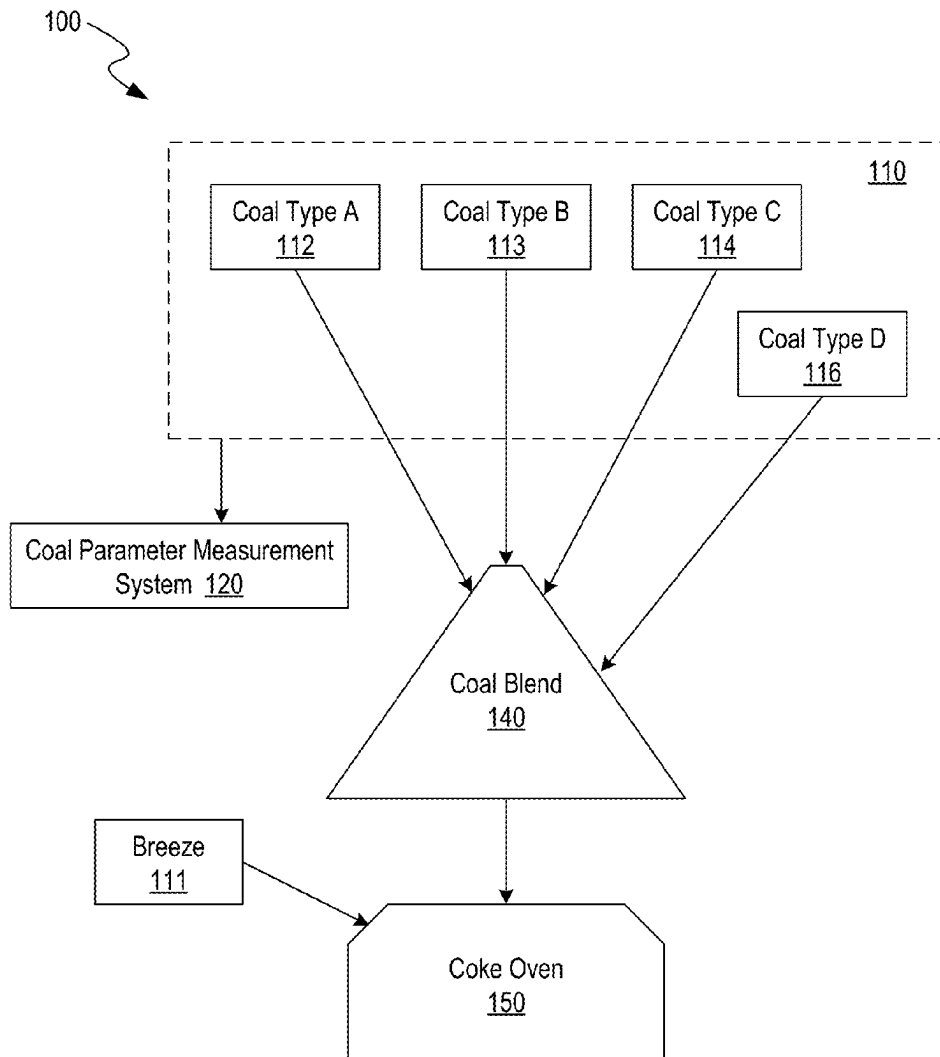 100
110
Coal Type A
112
Coal Type B
113
Coal Type C
114
Coal Type D
116
Coal Parameter Measurement
System 120
Coal Blend
140
Breeze
111
Coke Oven
150